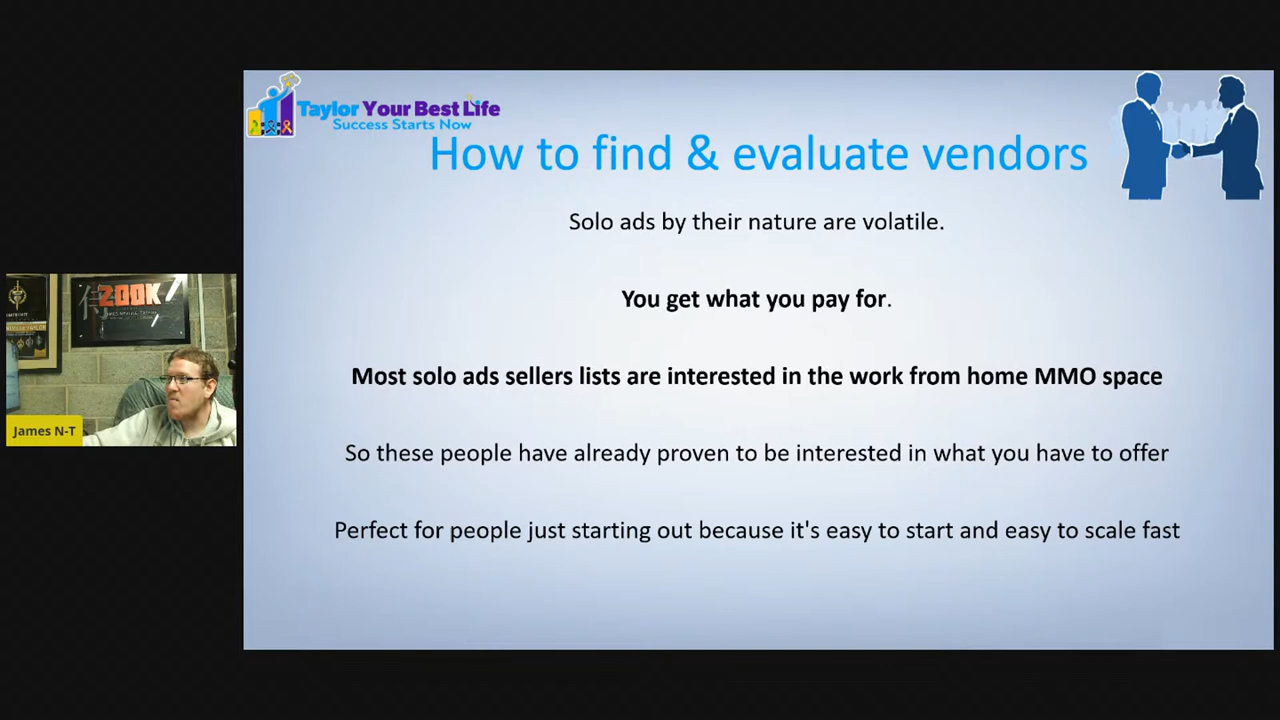 Taylor Your Best Life
Success Starts Now
How to find & evaluate vendors
Solo ads by their nature are volatile.
You get what you pay for.
Most solo ads sellers lists are interested in the work from home MMO space
So these people have already proven to be interested in what you have to offer
Perfect for people just starting out because it's easy to start and easy to scale fast
200K
James N-T